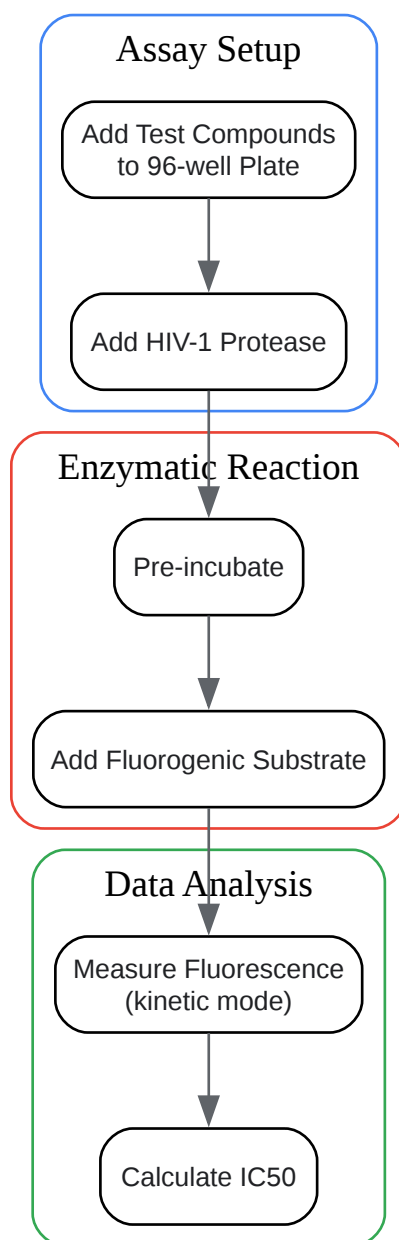 Assay Setup
Add Test Compounds
to 96-well Plate
Add HIV-1 Protease
Enzymatic Reaction
Pre-incubate
Add Fluorogenic Substrate
Data Analysis
Measure Fluorescence
(kinetic mode)
Calculate IC50